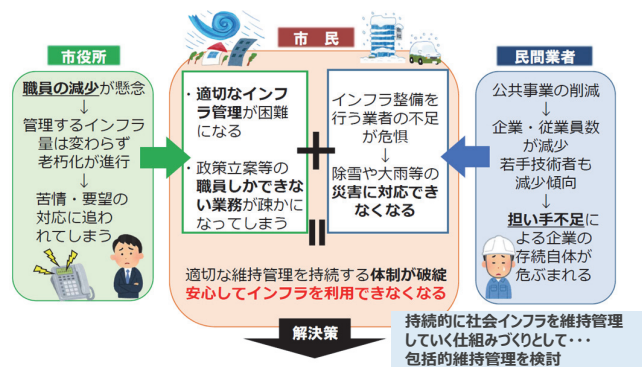 市役所
職員の減少が懸念
↓
管理するインフラ
量は変わらず
老朽化が進行
↓
苦情・要望の
対応に追わ
れてしまう
市 民
・適切なインフ
ラ管理が困難
になる
・政策立案等の
職員しかできな
い業務が疎かに
なってしまう
+
インフラ整備を
行う業者の不足
が危惧
↓
除雪や大雨等の
災害に対応でき
なくなる
=
適切な維持管理を持続する体制が破綻
安心してインフラを利用できなくなる
民間業者
公共事業の削減
↓
企業・従業員数
が減少
若手技術者も
減少傾向
↓
担い手不足に
よる企業の
存続自体が
危ぶまれる
解決策
持続的に社会インフラを維持管理
していく仕組みづくりとして・・・
包括的維持管理を検討